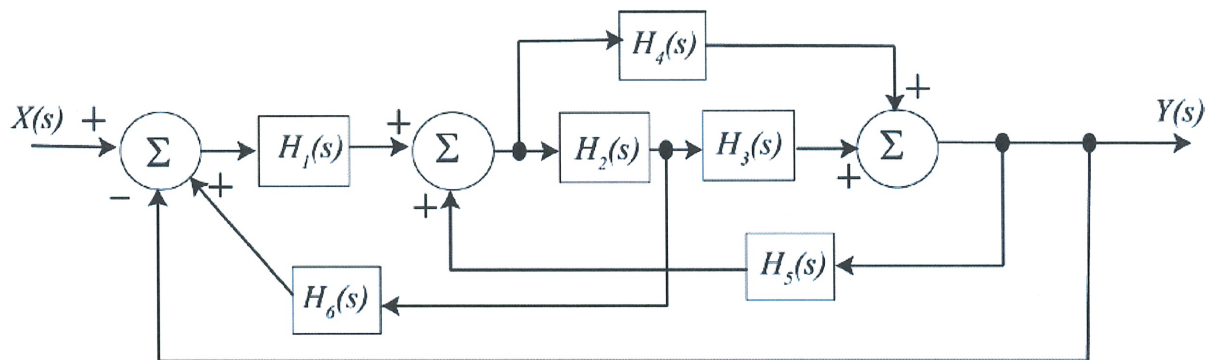 H₄(s)
X(s) + Σ H₁(s) + Σ H₂(s) H₃(s) + Σ + Y(s)
- + + H₅(s)
H₆(s)